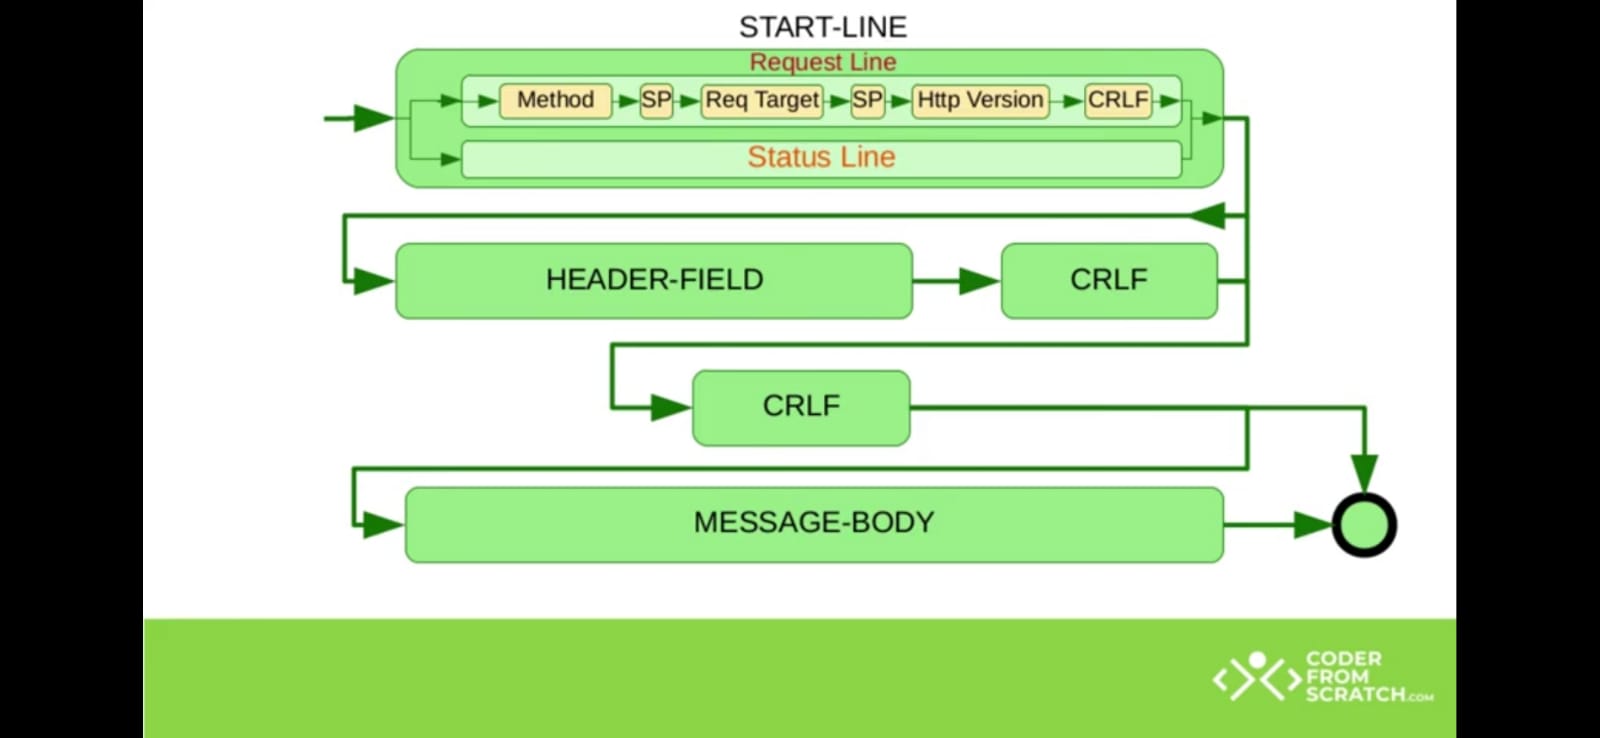 START-LINE
Request Line
Method SP Req Target SP Http Version CRLF
Status Line
HEADER-FIELD CRLF
CRLF
MESSAGE-BODY
CODER
FROM
SCRATCH.COM